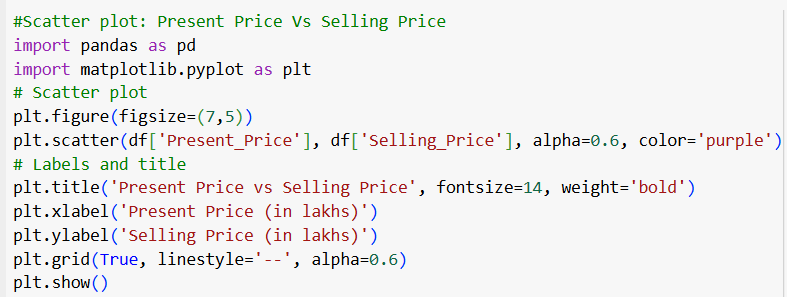 #Scatter plot: Present Price Vs Selling Price
import pandas as pd
import matplotlib.pyplot as plt
# Scatter plot
plt.figure(figsize=(7,5))
plt.scatter(df['Present_Price'], df['Selling_Price'], alpha=0.6, color='purple')
# Labels and title
plt.title('Present Price vs Selling Price', fontsize=14, weight='bold')
plt.xlabel('Present Price (in lakhs)')
plt.ylabel('Selling Price (in lakhs)')
plt.grid(True, linestyle='--', alpha=0.6)
plt.show()